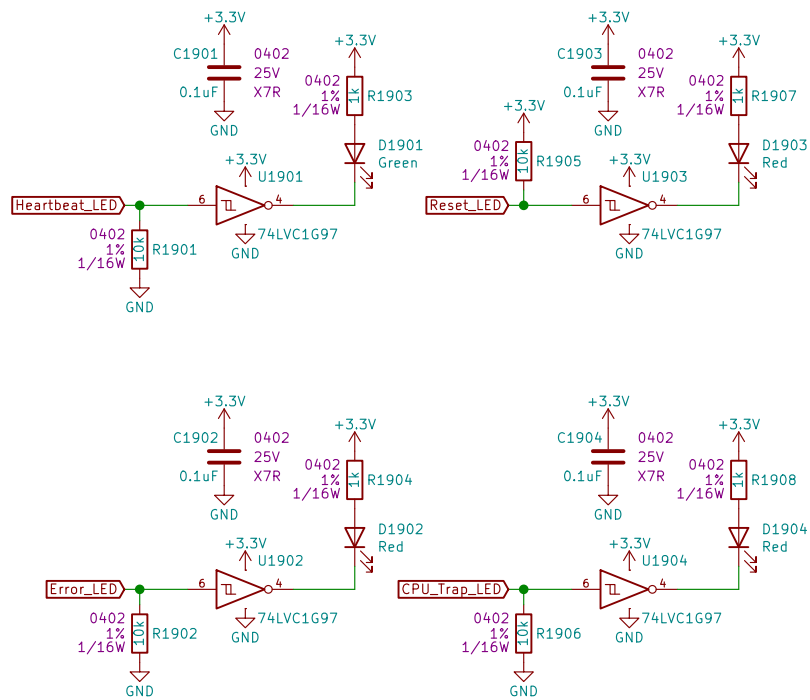 +3.3V
C1901
0.1uF
0402
25V
X7R
GND
+3.3V
0402
1%
1/16W
1k
R1903
D1901
Green
+3.3V
U1901
Heartbeat_LED
6
4
74LVC1G97
GND
0402
1%
1/16W
10k
R1901
GND
+3.3V
C1903
0.1uF
0402
25V
X7R
GND
+3.3V
0402
1%
1/16W
1k
R1907
D1903
Red
+3.3V
0402
1%
1/16W
10k
R1905
+3.3V
U1903
Reset_LED
6
4
74LVC1G97
GND
+3.3V
C1902
0.1uF
0402
25V
X7R
GND
+3.3V
0402
1%
1/16W
1k
R1904
D1902
Red
+3.3V
U1902
Error_LED
6
4
74LVC1G97
GND
0402
1%
1/16W
10k
R1902
GND
+3.3V
C1904
0.1uF
0402
25V
X7R
GND
+3.3V
0402
1%
1/16W
1k
R1908
D1904
Red
+3.3V
U1904
CPU_Trap_LED
6
4
74LVC1G97
GND
0402
1%
1/16W
10k
R1906
GND